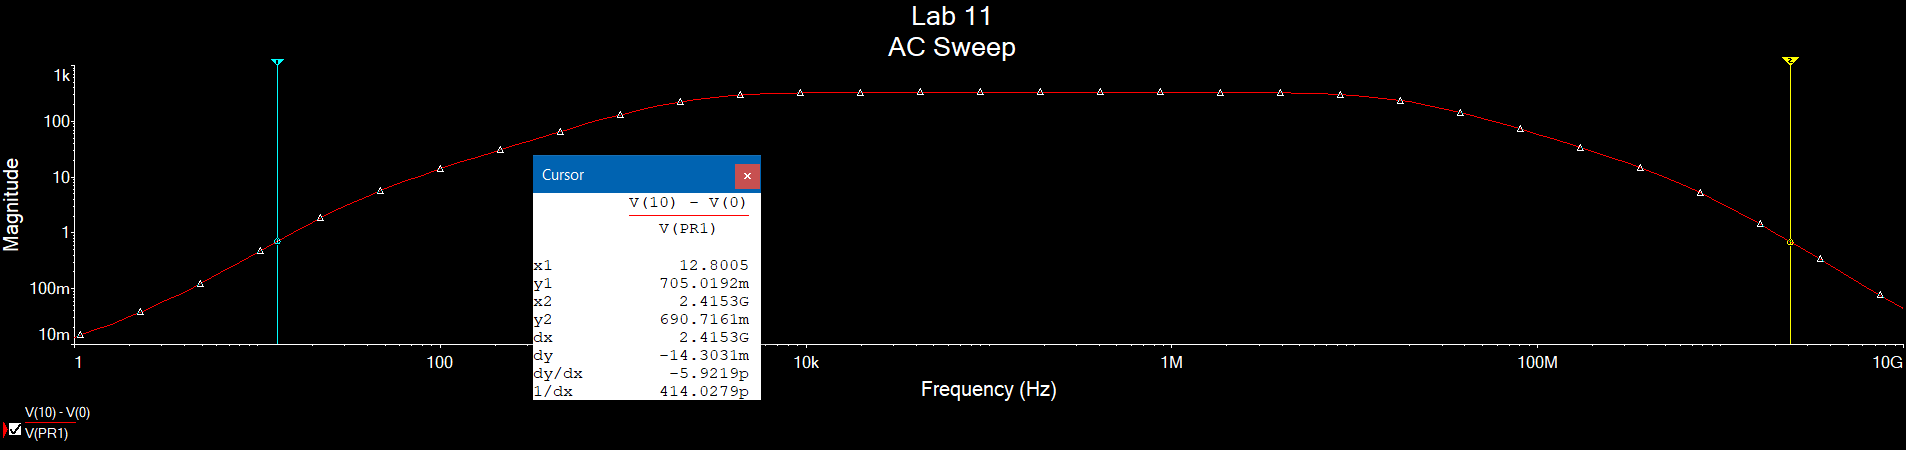 Lab 11
AC Sweep
1
2
1k
100
10
1
100m
10m
Magnitude
Cursor
×
V(10) - V(0)
V(PR1)
x1 12.8005
y1 705.0192m
x2 2.4153G
y2 690.7161m
dx 2.4153G
dy -14.3031m
dy/dx -5.9219p
1/dx 414.0279p
1 100 10k 1M 100M 10G
Frequency (Hz)
V(10) - V(0)
V(PR1)